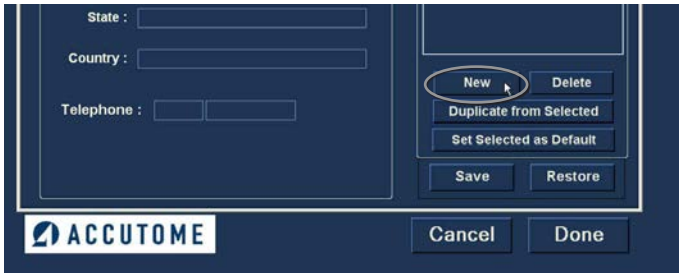 State :
Country :
Telephone :
New Delete
Duplicate from Selected
Set Selected as Default
Save Restore
ACCUTOME
Cancel Done